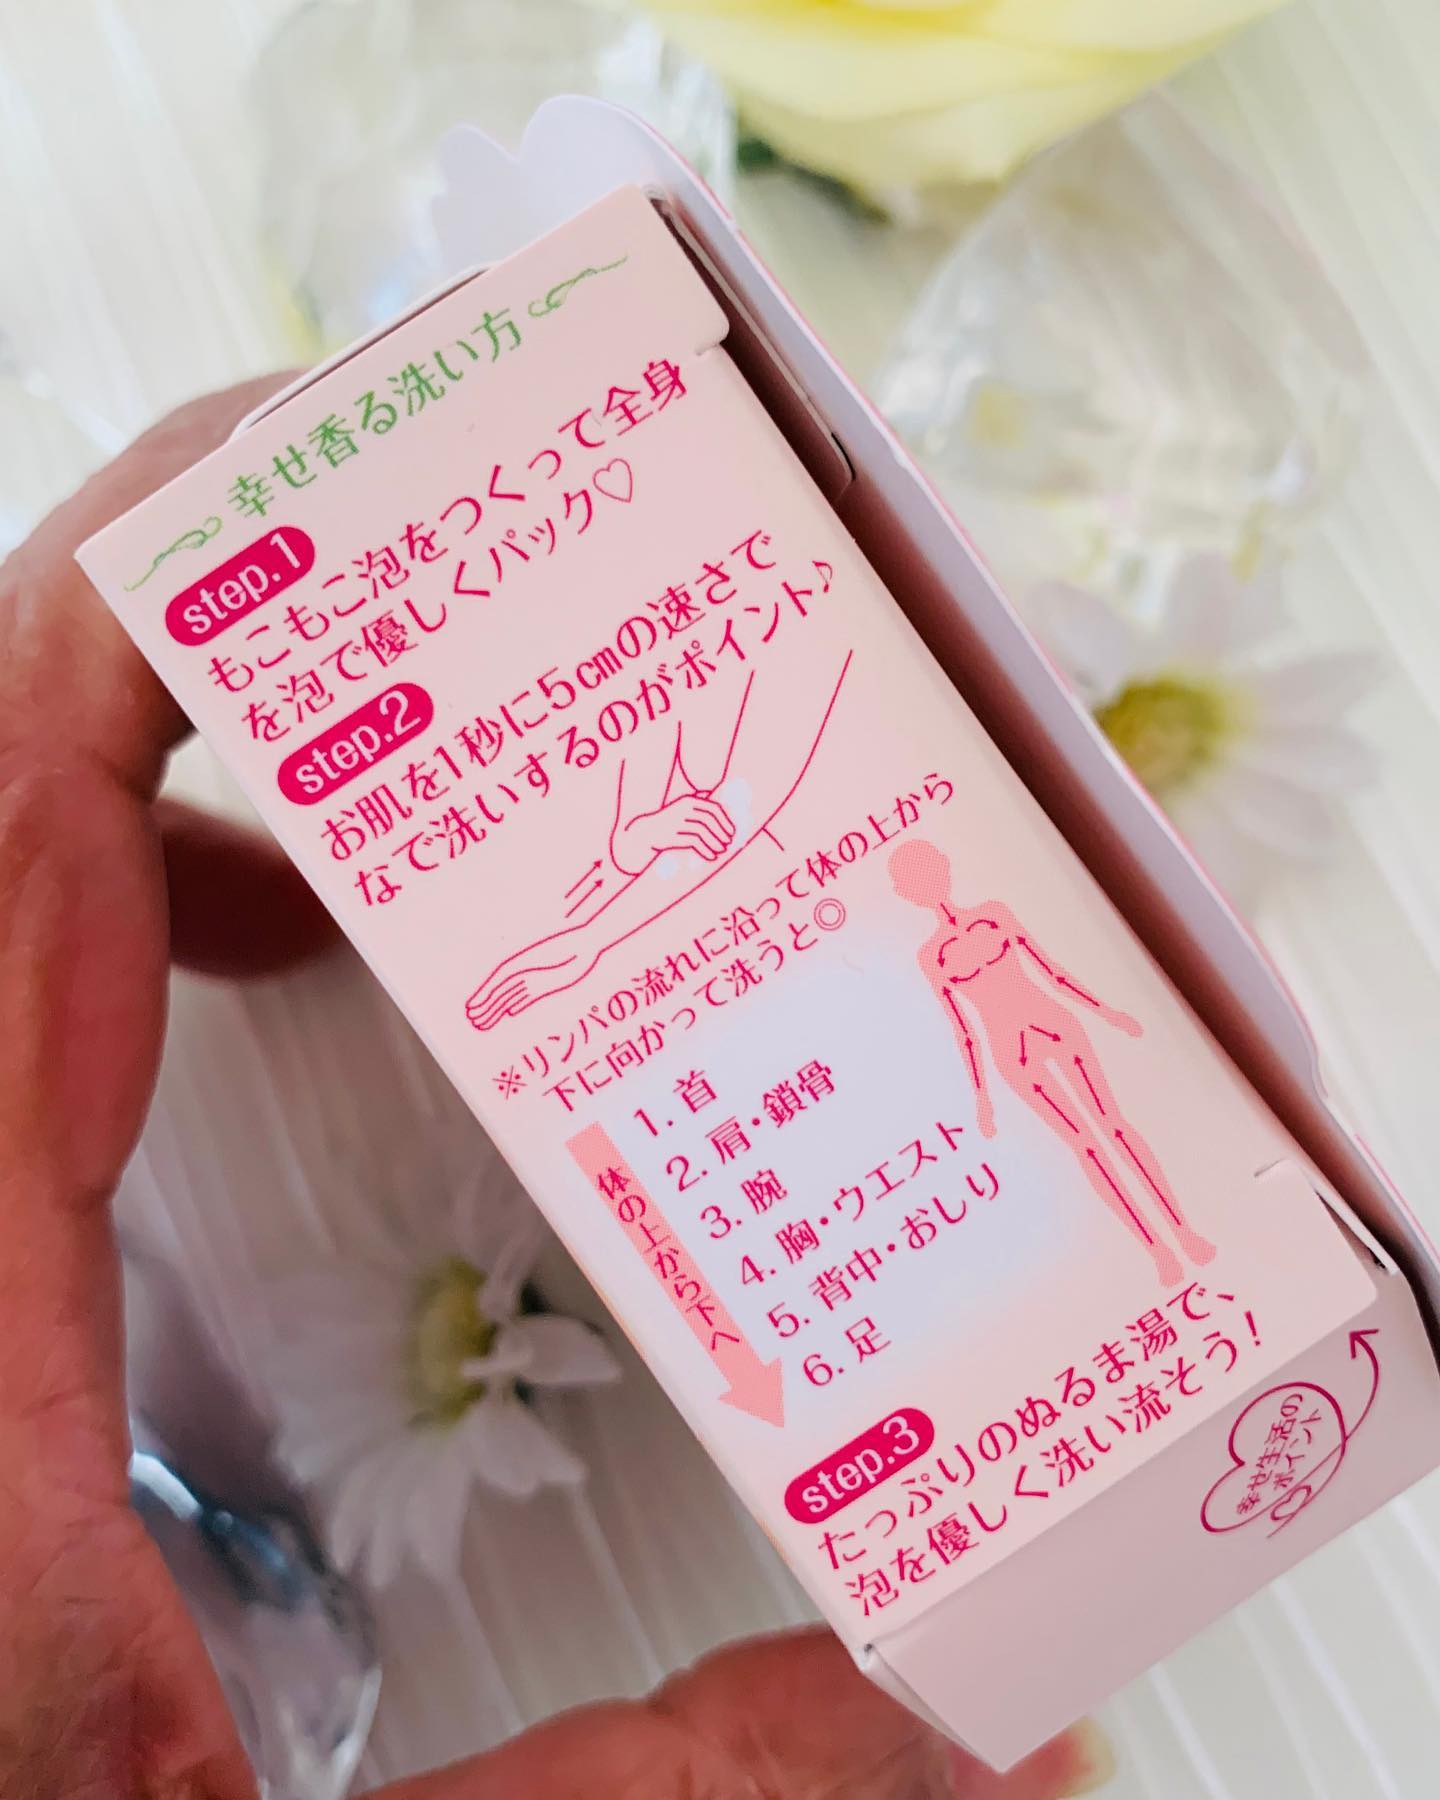 幸せ香る洗い方
step.1
もこもこ泡をつくって全身
を泡で優しくパック♡
step.2
お肌を1秒に5cmの速さで
なで洗いするのがポイント♪
※リンパの流れに沿って体の上から
下に向かって洗うと◎
体の上から下へ
1. 首
2. 肩・鎖骨
3. 腕
4. 胸・ウエスト
5. 背中・おしり
6. 足
step.3
たっぷりのぬるま湯で、
泡を優しく洗い流そう!
幸せ生活の
ポイント